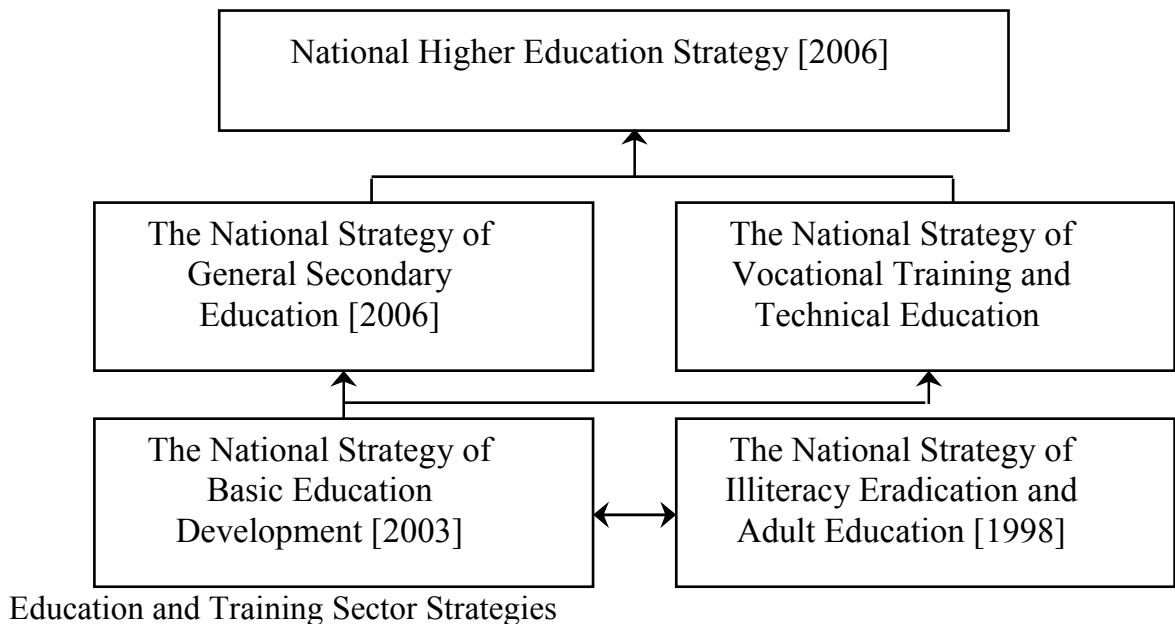 National Higher Education Strategy [2006]
The National Strategy of
General Secondary
Education [2006]
The National Strategy of
Vocational Training and
Technical Education
The National Strategy of
Basic Education
Development [2003]
The National Strategy of
Illiteracy Eradication and
Adult Education [1998]
Education and Training Sector Strategies